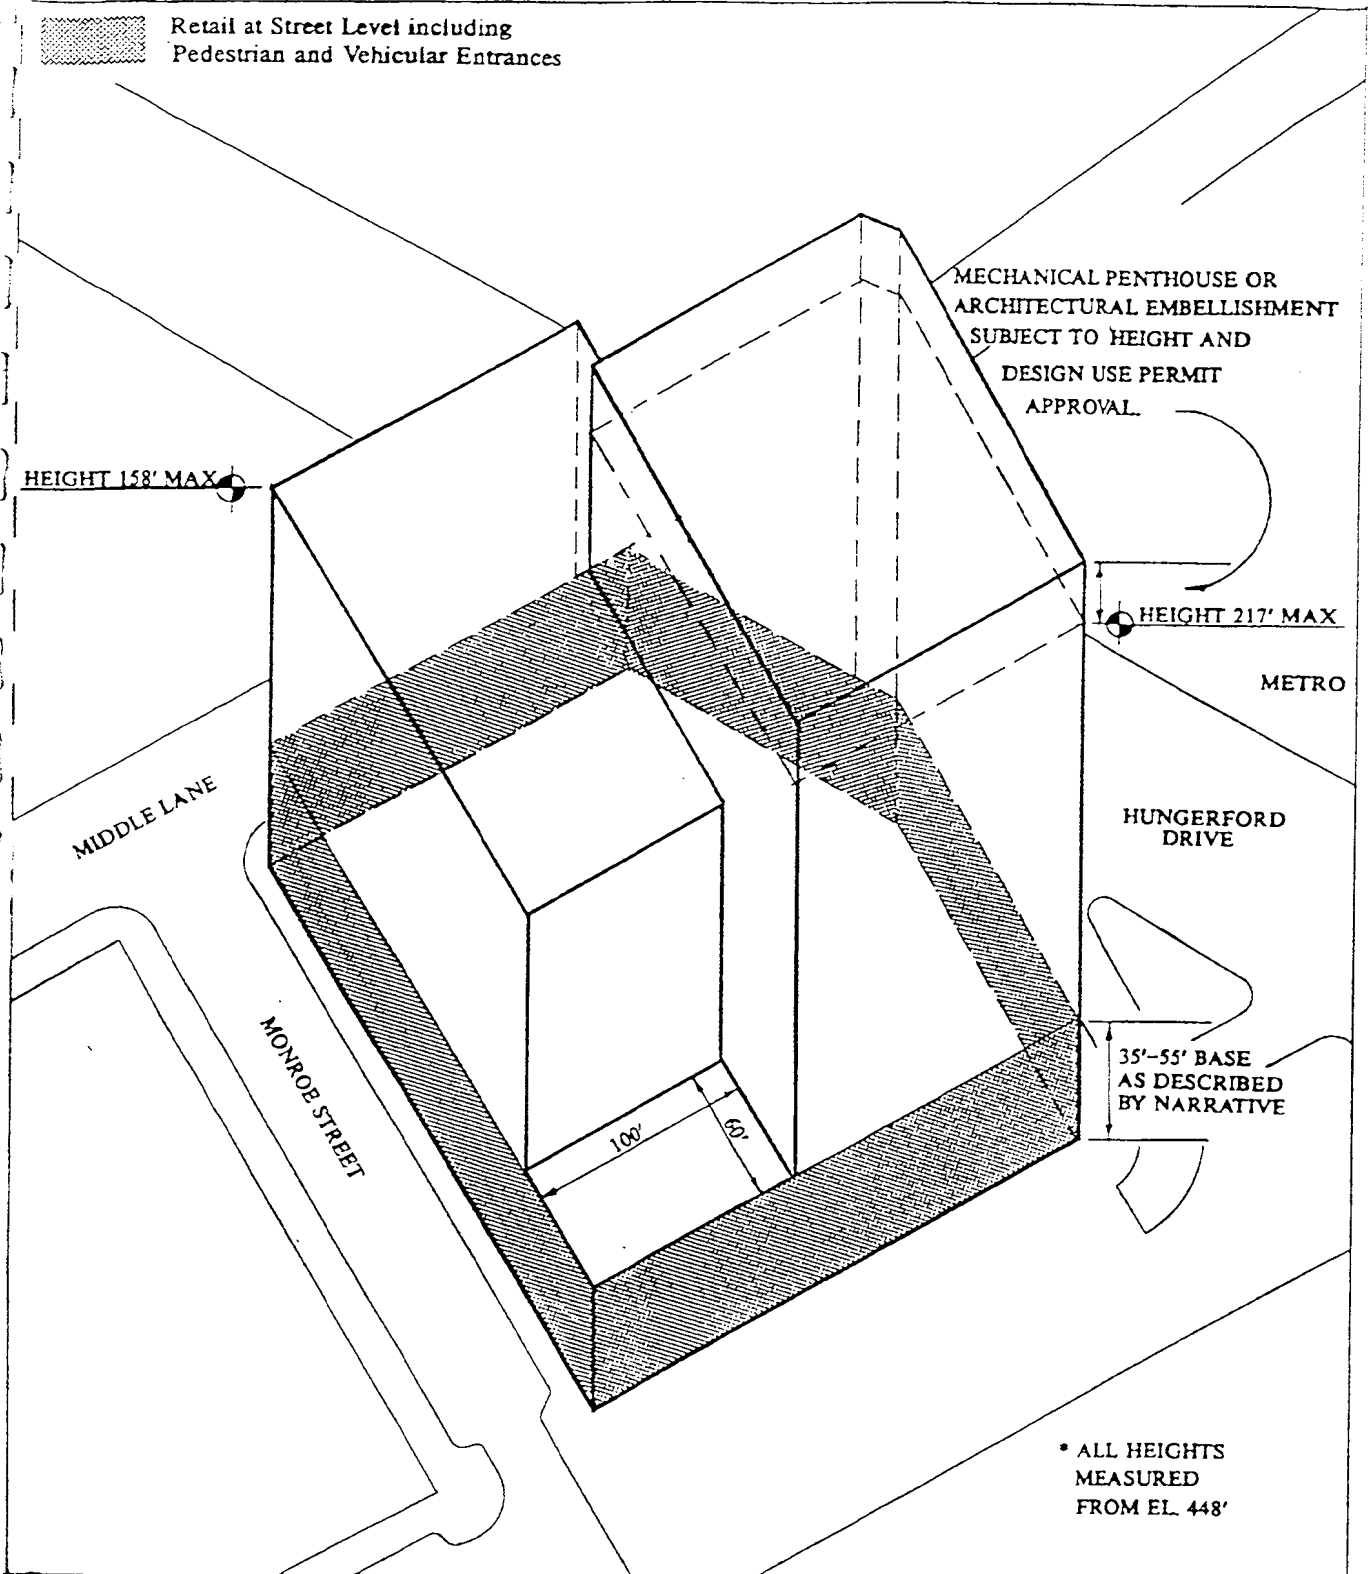 Retail at Street Level including
Pedestrian and Vehicular Entrances
MECHANICAL PENTHOUSE OR
ARCHITECTURAL EMBELLISHMENT
SUBJECT TO HEIGHT AND
DESIGN USE PERMIT
APPROVAL.
HEIGHT 158' MAX
HEIGHT 217' MAX
METRO
MIDDLE LANE
HUNGERFORD
DRIVE
MONROE STREET
35'-55' BASE
AS DESCRIBED
BY NARRATIVE
100'
60'
* ALL HEIGHTS
MEASURED
FROM EL. 448'